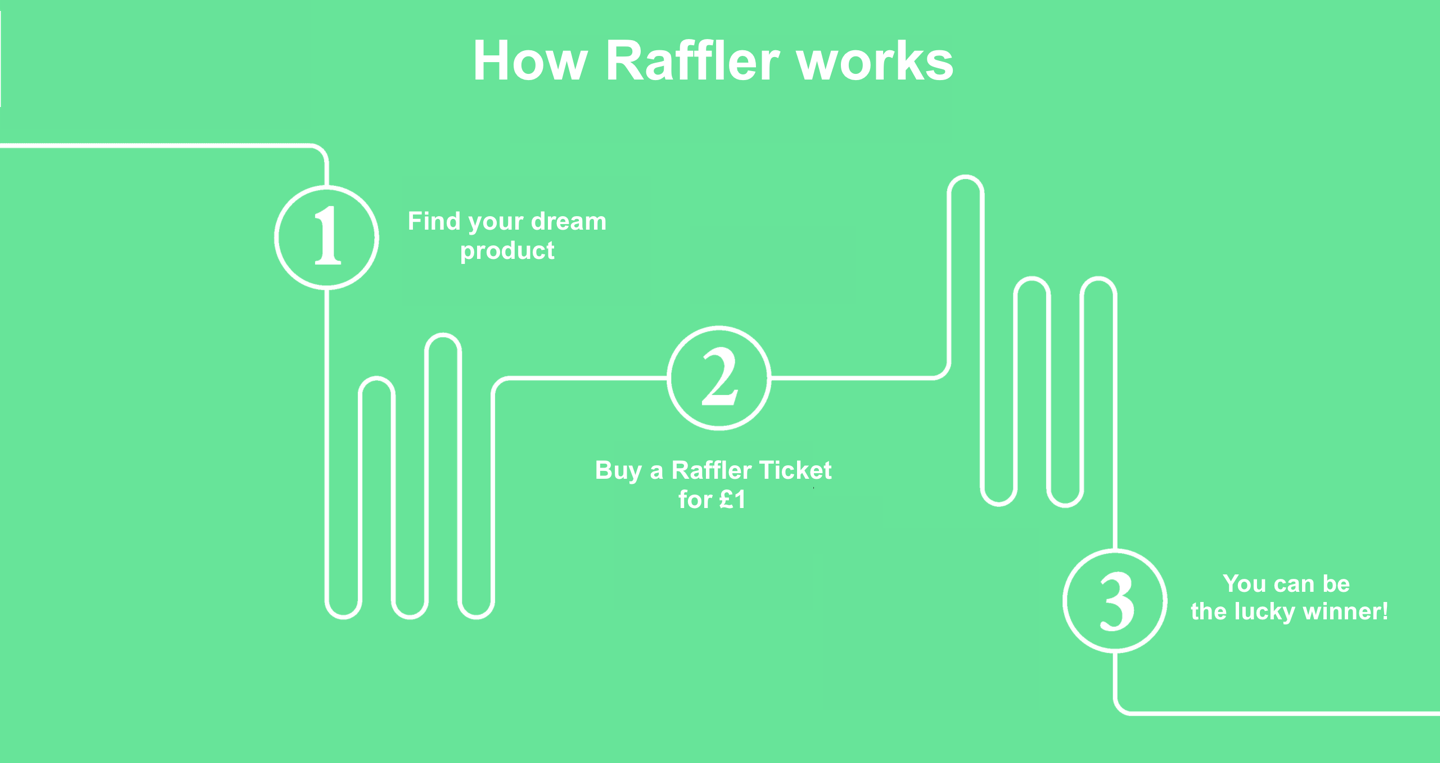 How Raffler works
1
Find your dream
product
2
Buy a Raffler Ticket
for £1
3
You can be
the lucky winner!